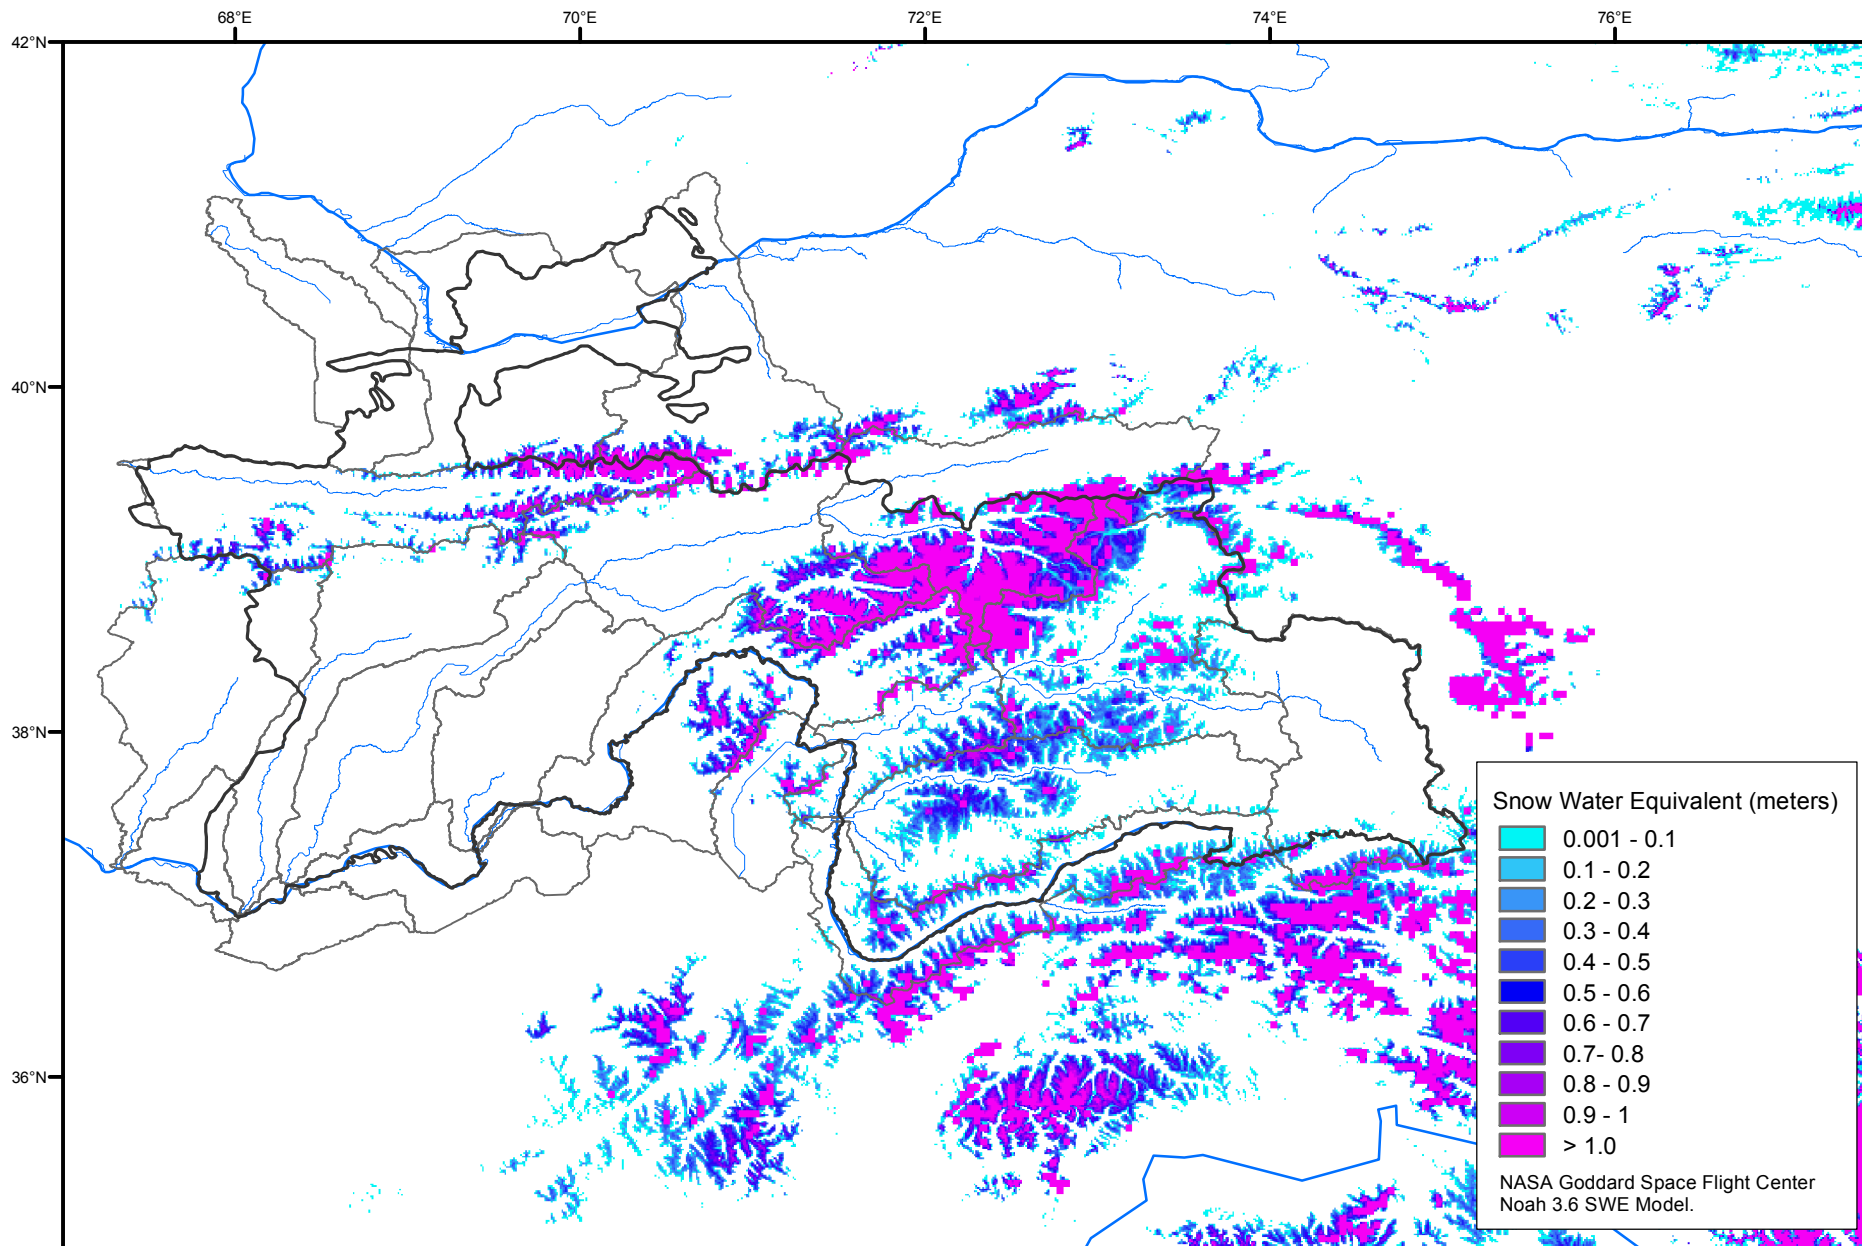 68°E 70°E 72°E 74°E 76°E
42°N
40°N
38°N
36°N
Snow Water Equivalent (meters)
0.001 - 0.1
0.1 - 0.2
0.2 - 0.3
0.3 - 0.4
0.4 - 0.5
0.5 - 0.6
0.6 - 0.7
0.7- 0.8
0.8 - 0.9
0.9 - 1
> 1.0
NASA Goddard Space Flight Center
Noah 3.6 SWE Model.